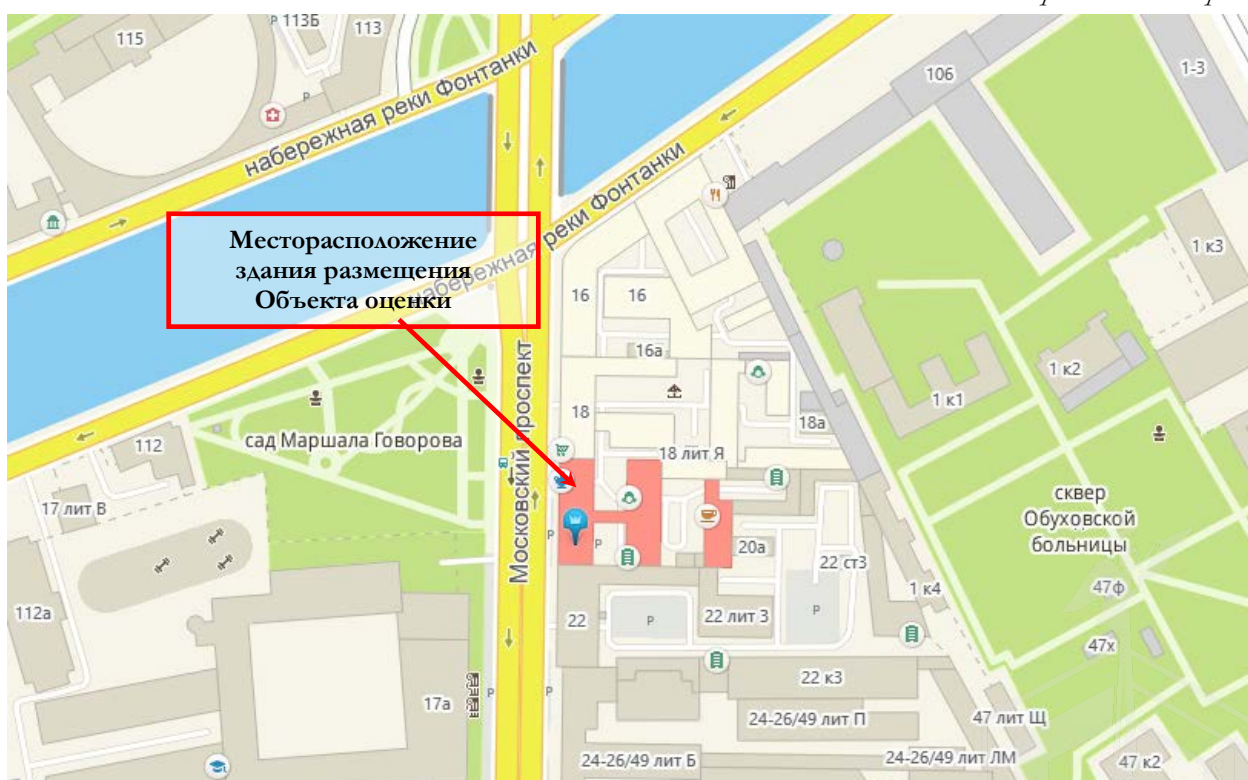 113Б
113
115
106
1-3
набережная реки Фонтанки
набережная реки Фонтанки
Месторасположение
здания размещения
Объекта оценки
1 к3
16
16
16а
1 к2
1 к1
18
18а
Московский проспект
сад Маршала Говорова
112
18 лит Я
17 лит В
сквер
Обуховской
больницы
P
P
20а
22 ст3
1 к4
47ф
112а
22
P
22 лит З
P
47х
22 к3
17а
P
P
24-26/49 лит П
47 лит Щ
24-26/49 лит Б
24-26/49 лит ЛМ
47 к2